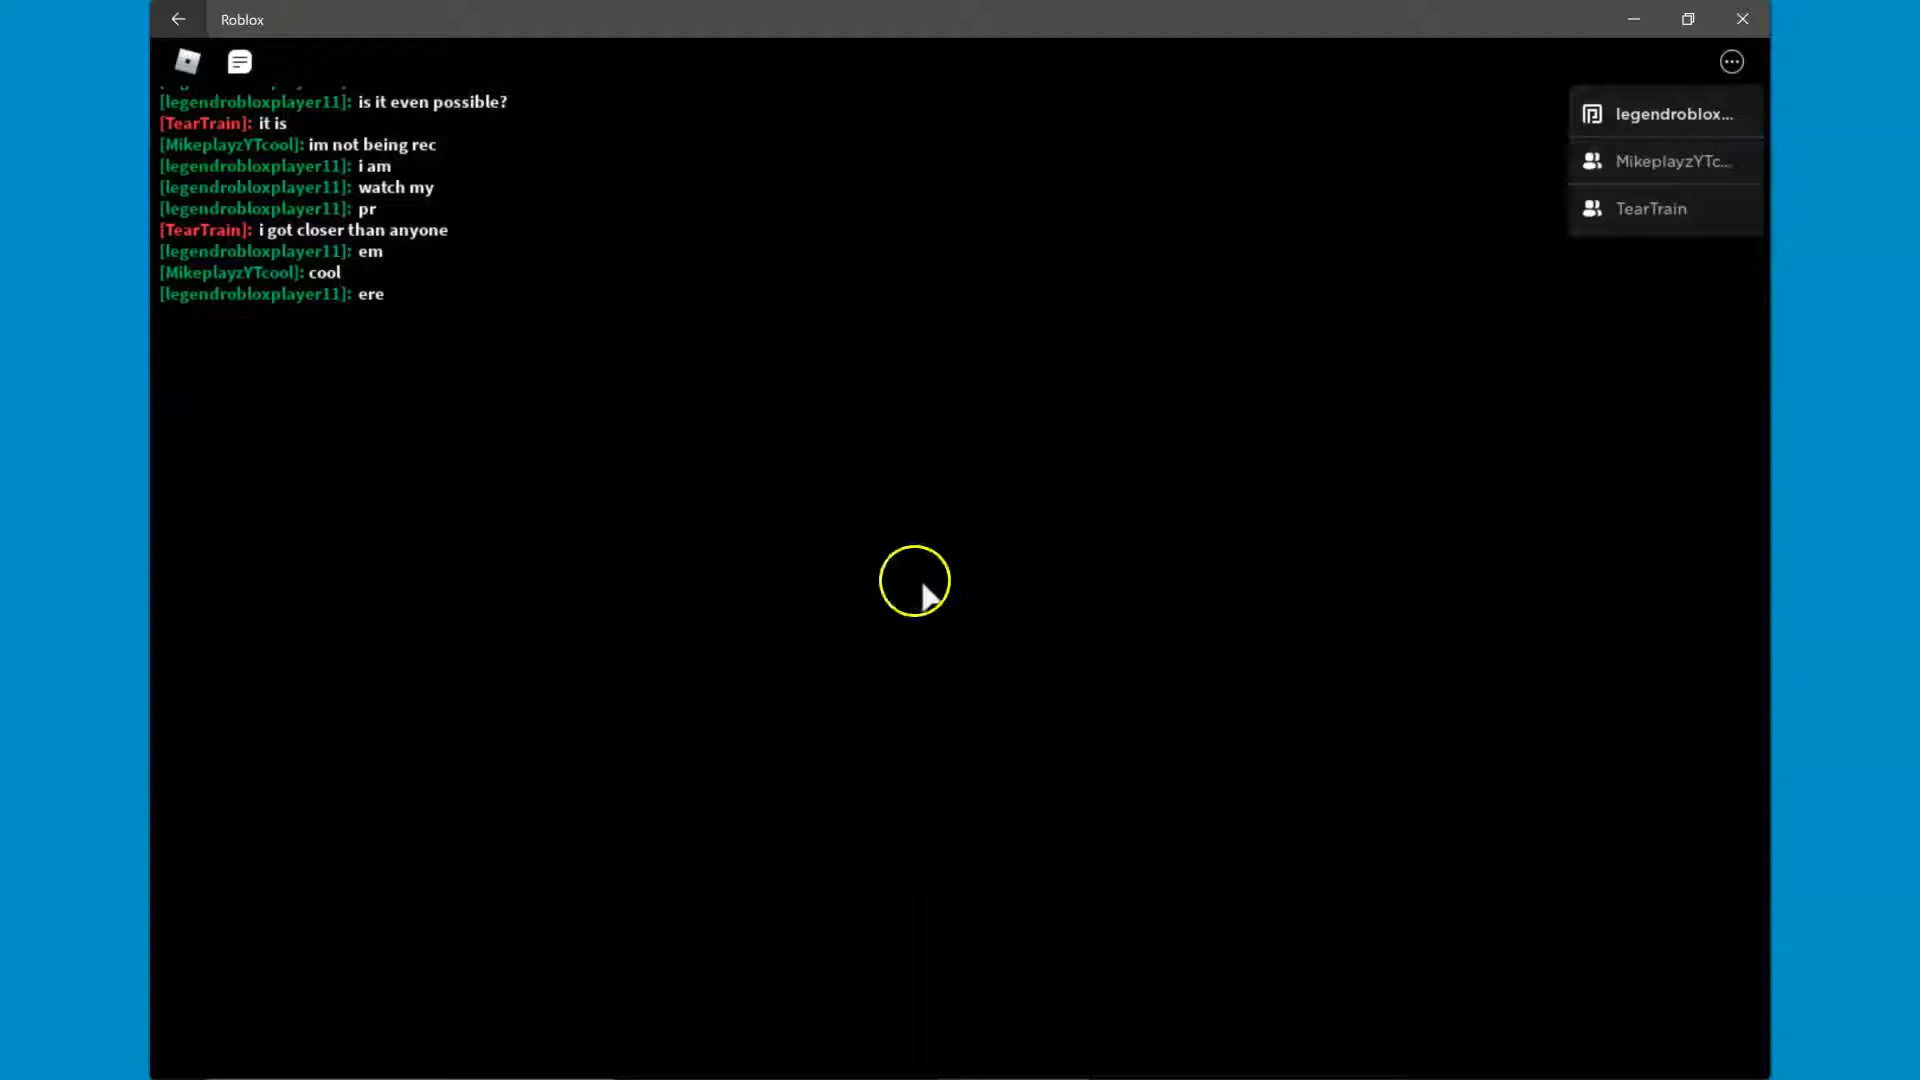 Roblox
[legendrobloxplayer11]: is it even possible?
[TearTrain]: it is
[MikeplayzYTcool]: im not being rec
[legendrobloxplayer11]: i am
[legendrobloxplayer11]: watch my
[legendrobloxplayer11]: pr
[TearTrain]: i got closer than anyone
[legendrobloxplayer11]: em
[MikeplayzYTcool]: cool
[legendrobloxplayer11]: ere
legendroblox...
MikeplayzYTc...
TearTrain